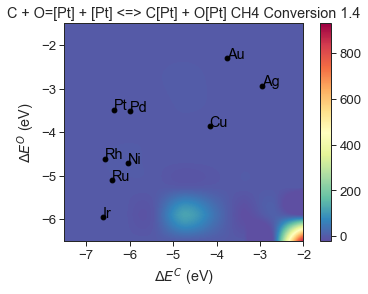 C + O=[Pt] + [Pt] <=> C[Pt] + O[Pt] CH4 Conversion 1.4
Au
Ag
Pt
Pd
Cu
Rh
Ni
Ru
Ir
−2
−3
−4
−5
−6
ΔE^O (eV)
−7
−6
−5
−4
−3
−2
ΔE^C (eV)
800
600
400
200
0